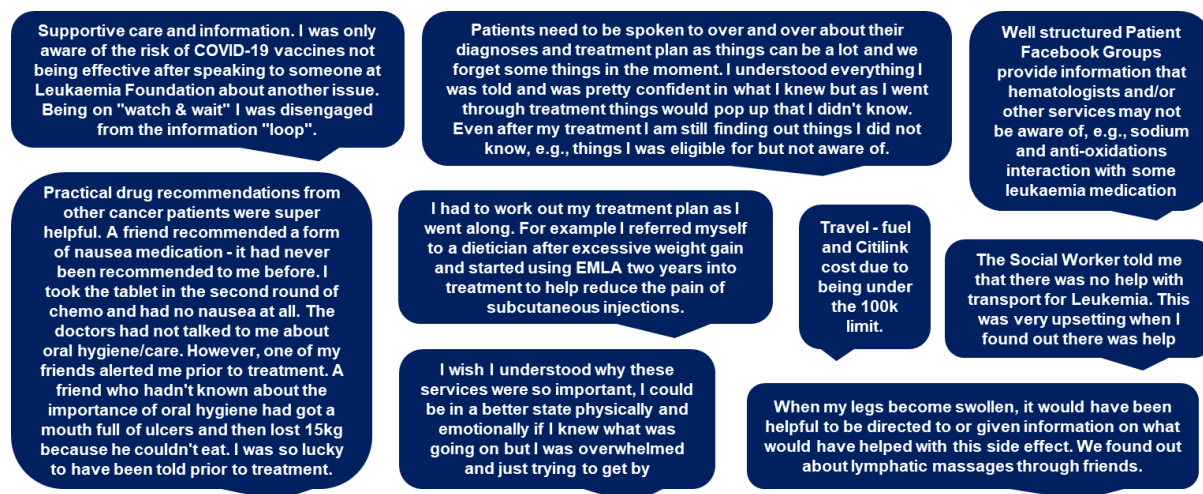 Supportive care and information. I was only
aware of the risk of COVID-19 vaccines not
being effective after speaking to someone at
Leukaemia Foundation about another issue.
Being on "watch & wait" I was disengaged
from the information "loop".
Patients need to be spoken to over and over about their
diagnoses and treatment plan as things can be a lot and we
forget some things in the moment. I understood everything I
was told and was pretty confident in what I knew but as I went
through treatment things would pop up that I didn't know.
Even after my treatment I am still finding out things I did not
know, e.g., things I was eligible for but not aware of.
Well structured Patient
Facebook Groups
provide information that
hematologists and/or
other services may not
be aware of, e.g., sodium
and anti-oxidations
interaction with some
leukaemia medication
Practical drug recommendations from
other cancer patients were super
helpful. A friend recommended a form
of nausea medication - it had never
been recommended to me before. I
took the tablet in the second round of
chemo and had no nausea at all. The
doctors had not talked to me about
oral hygiene/care. However, one of my
friends alerted me prior to treatment. A
friend who hadn't known about the
importance of oral hygiene had got a
mouth full of ulcers and then lost 15kg
because he couldn't eat. I was so lucky
to have been told prior to treatment.
I had to work out my treatment plan as I
went along. For example I referred myself
to a dietician after excessive weight gain
and started using EMLA two years into
treatment to help reduce the pain of
subcutaneous injections.
Travel - fuel
and Citilink
cost due to
being under
the 100k
limit.
The Social Worker told me
that there was no help with
transport for Leukemia. This
was very upsetting when I
found out there was help
I wish I understood why these
services were so important, I could
be in a better state physically and
emotionally if I knew what was
going on but I was overwhelmed
and just trying to get by
When my legs become swollen, it would have been
helpful to be directed to or given information on what
would have helped with this side effect. We found out
about lymphatic massages through friends.